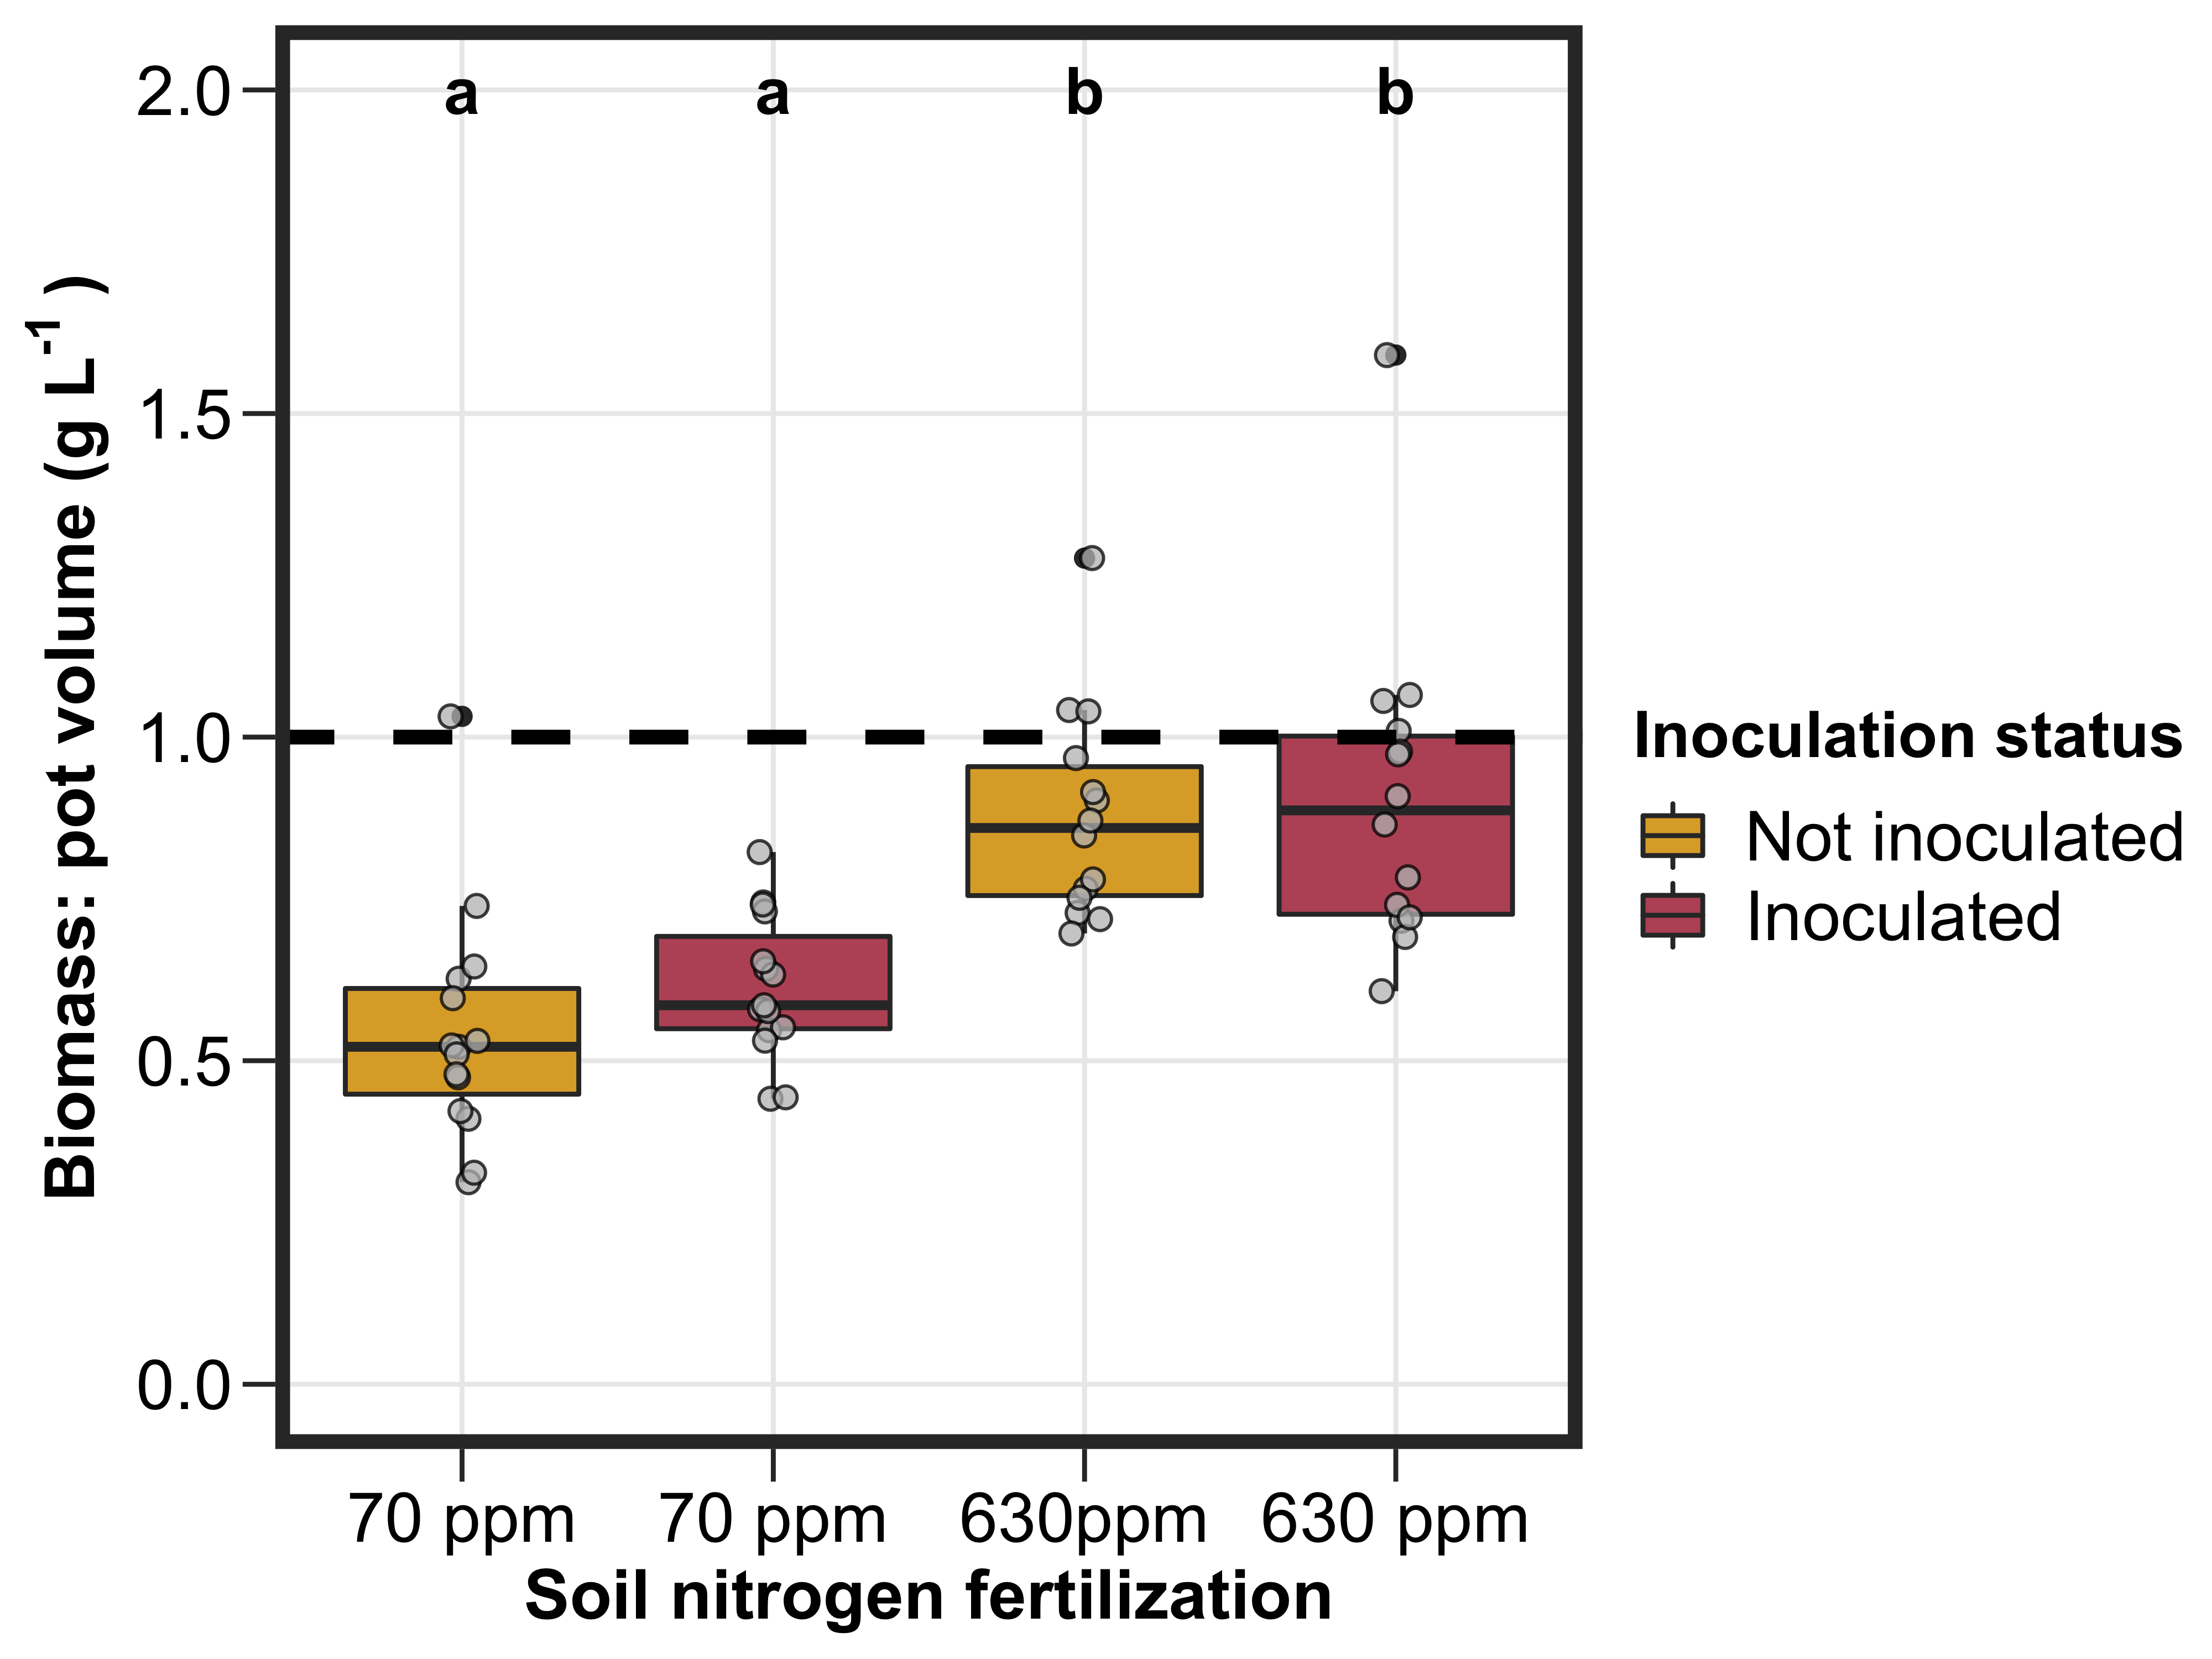 Biomass: pot volume (g L⁻¹ )
2.0
1.5
1.0
0.5
0.0
a a b b
70 ppm 70 ppm 630ppm 630 ppm
Soil nitrogen fertilization
Inoculation status
Not inoculated
Inoculated